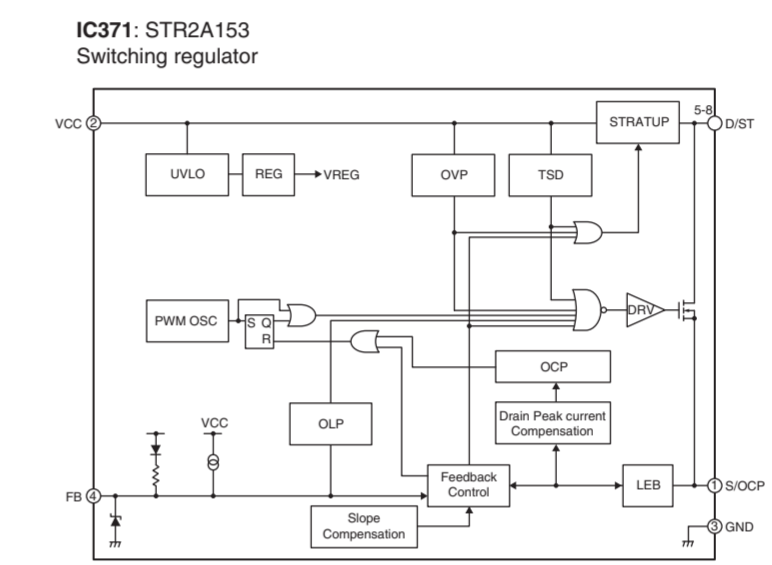 IC371: STR2A153
Switching regulator
VCC 2
STRATUP
5-8
D/ST
UVLO
REG
VREG
OVP
TSD
PWM OSC
S Q
R
DRV
OCP
Drain Peak current
Compensation
VCC
OLP
FB 4
Feedback
Control
LEB
1 S/OCP
Slope
Compensation
3 GND